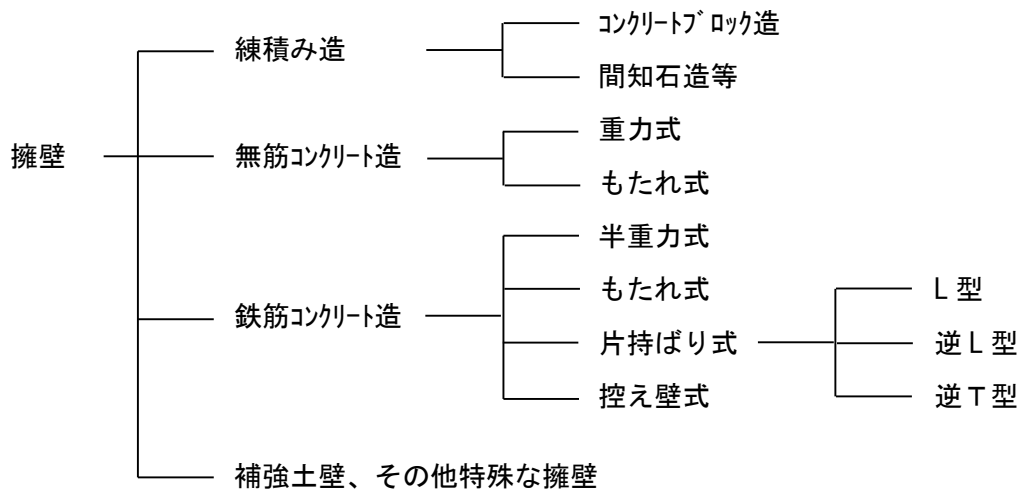 擁壁
練積み造
ｺﾝｸﾘｰﾄﾌﾞﾛｯｸ造
間知石造等
無筋ｺﾝｸﾘｰﾄ造
重力式
もたれ式
鉄筋ｺﾝｸﾘｰﾄ造
半重力式
もたれ式
片持ばり式
Ｌ型
逆Ｌ型
逆Ｔ型
控え壁式
補強土壁、その他特殊な擁壁